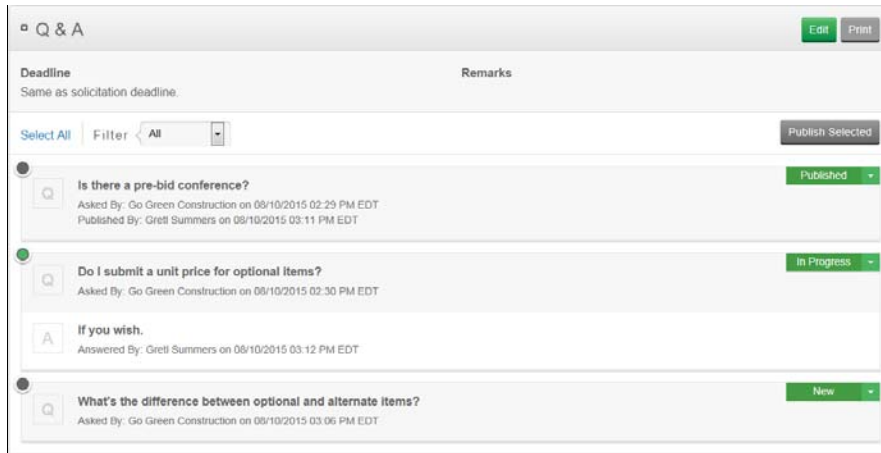 Q & A
Edit Print
Deadline Remarks
Same as solicitation deadline.
Select All Filter All Publish Selected
Published
Q Is there a pre-bid conference?
Asked By: Go Green Construction on 08/10/2015 02:29 PM EDT
Published By: Gretl Summers on 08/10/2015 03:11 PM EDT
In Progress
Q Do I submit a unit price for optional items?
Asked By: Go Green Construction on 08/10/2015 02:30 PM EDT
A If you wish.
Answered By: Gretl Summers on 08/10/2015 03:12 PM EDT
New
Q What's the difference between optional and alternate items?
Asked By: Go Green Construction on 08/10/2015 03:06 PM EDT